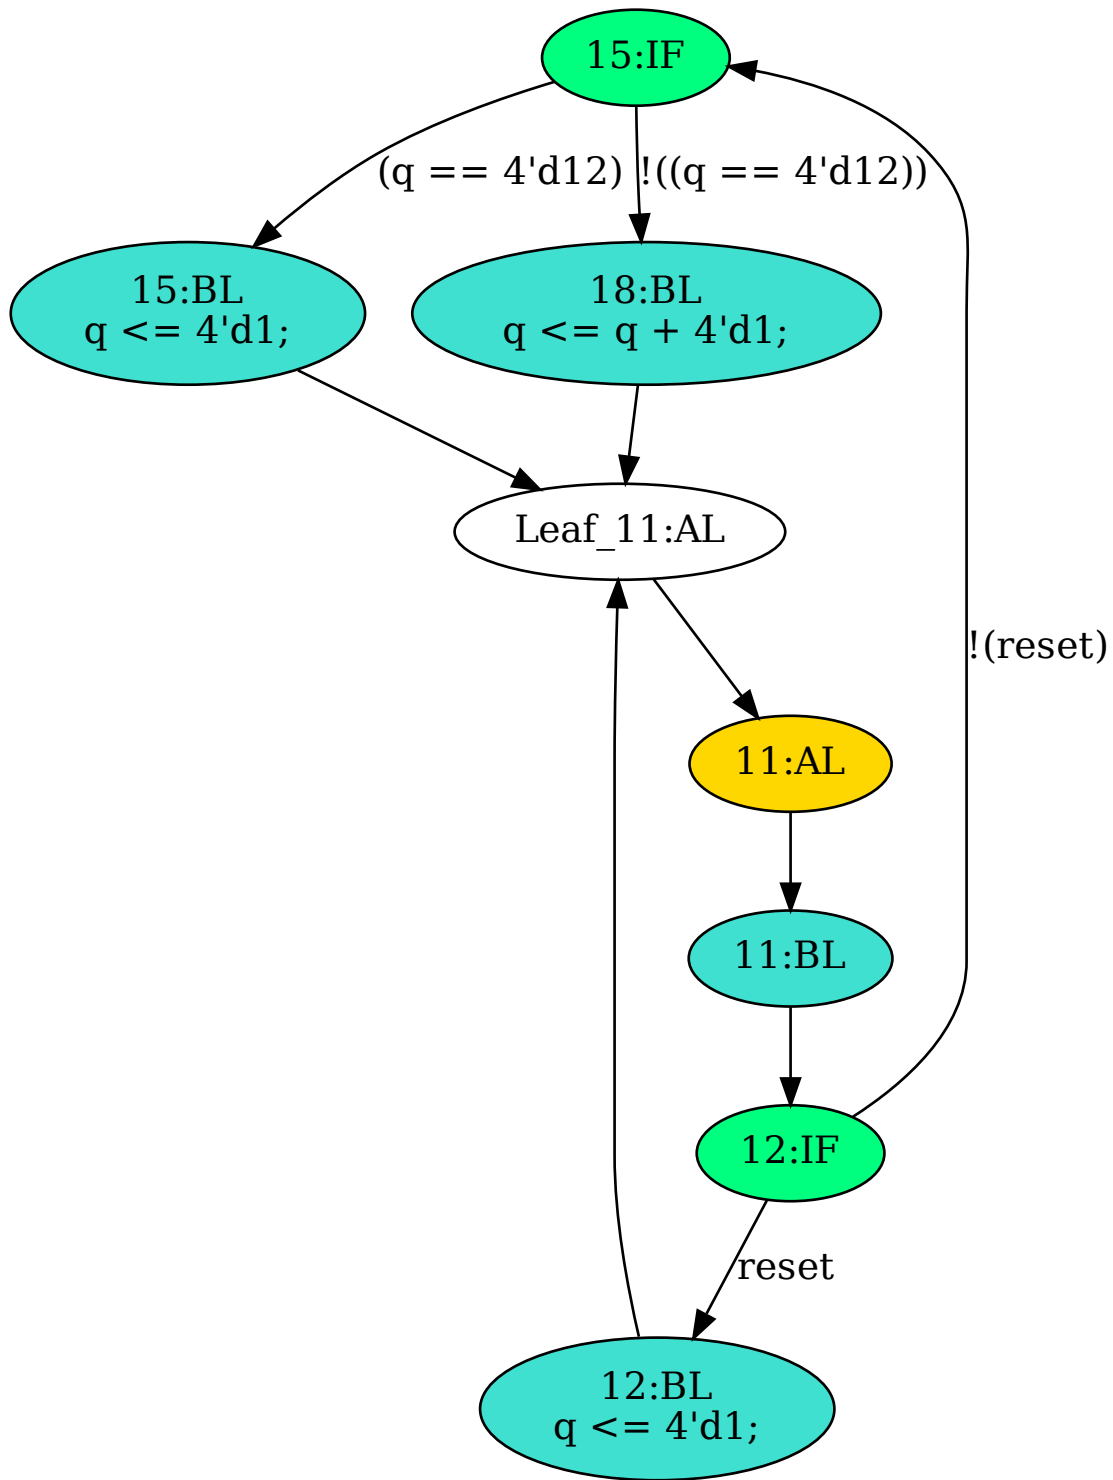 15:IF
(q == 4'd12)
!((q == 4'd12))
15:BL
q <= 4'd1;
18:BL
q <= q + 4'd1;
Leaf_11:AL
!(reset)
11:AL
11:BL
12:IF
reset
12:BL
q <= 4'd1;